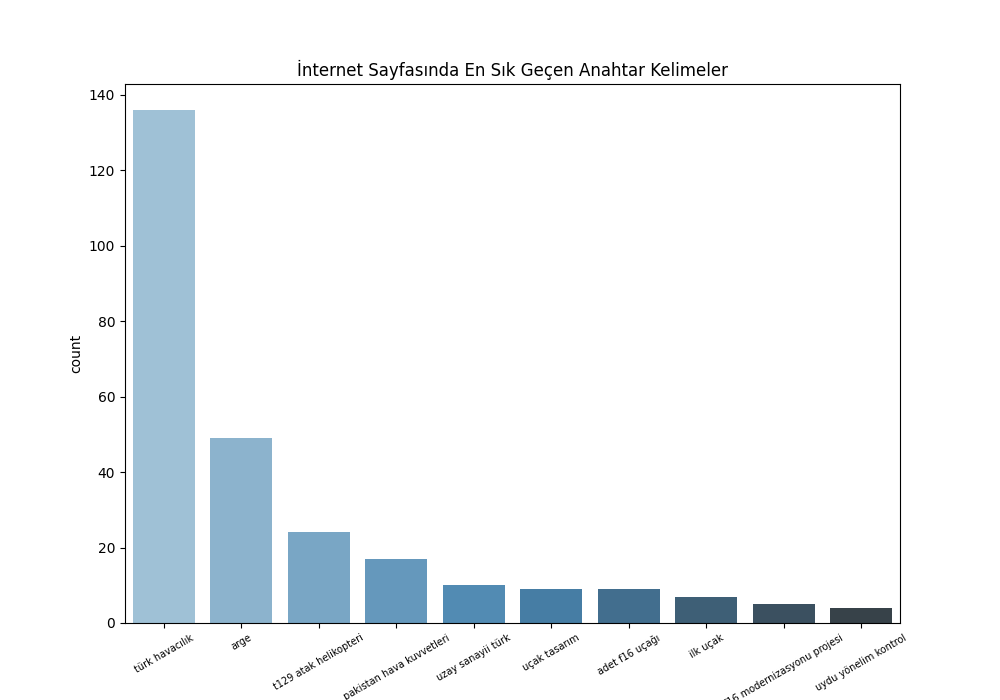 İnternet Sayfasında En Sık Geçen Anahtar Kelimeler
140
120
100
80
60
40
20
0
count
türk havacılık
arge
t129 atak helikopteri
pakistan hava kuvvetleri
uzay sanayii türk
uçak tasarım
adet f16 uçağı
ilk uçak
modernizasyonu projesi
uydu yönelim kontrol